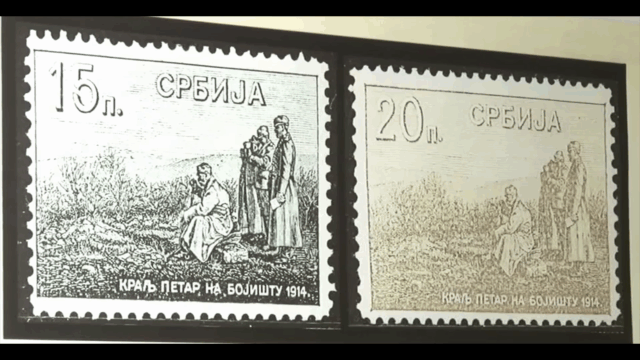 15п. СРБИЈА
КРАЉ ПЕТАР НА БОЈИШТУ 1914.
20п. СРБИЈА
КРАЉ ПЕТАР НА БОЈИШТУ 1914.